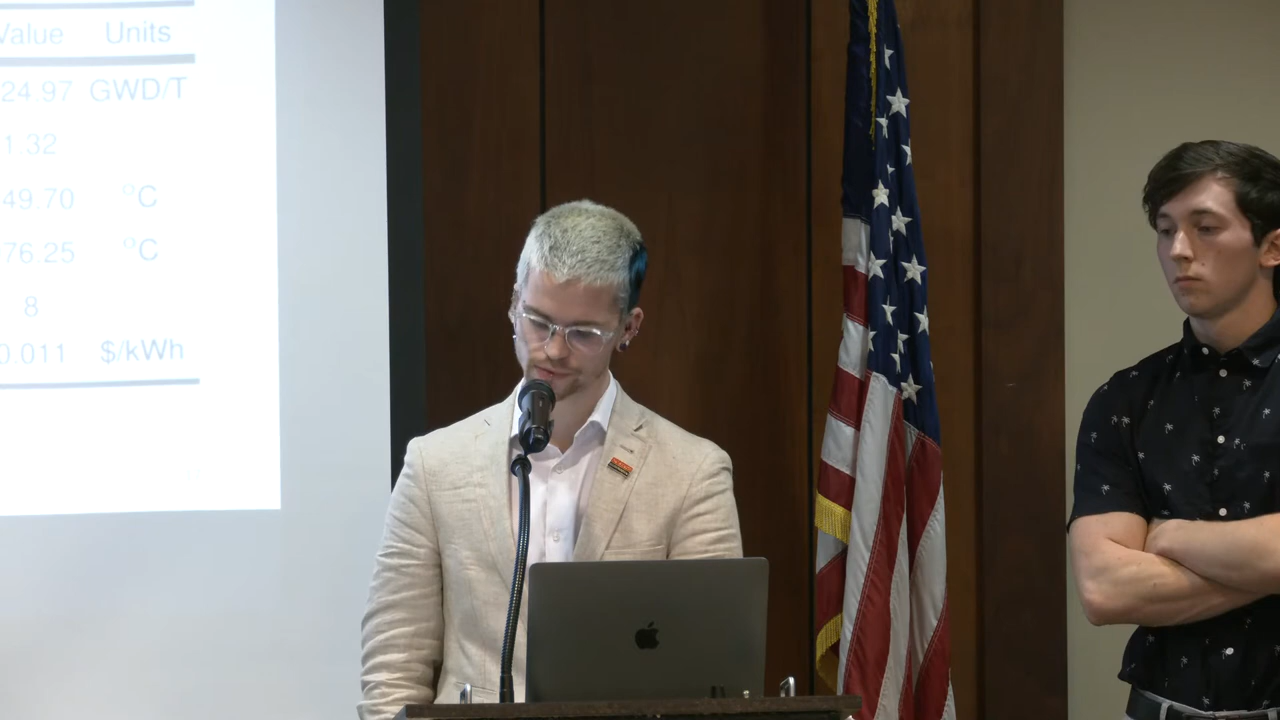 Value Units
24.97 GWD/T
1.32
49.70 °C
76.25 °C
8
0.011 $/kWh